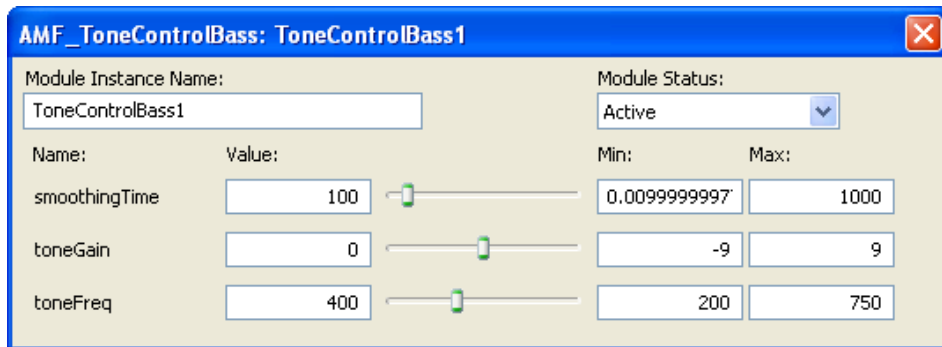 AMF_ToneControlBass: ToneControlBass1
Module Instance Name: Module Status:
ToneControlBass1 Active
Name: Value: Min: Max:
smoothingTime 100 0.0099999997 1000
toneGain 0 -9 9
toneFreq 400 200 750